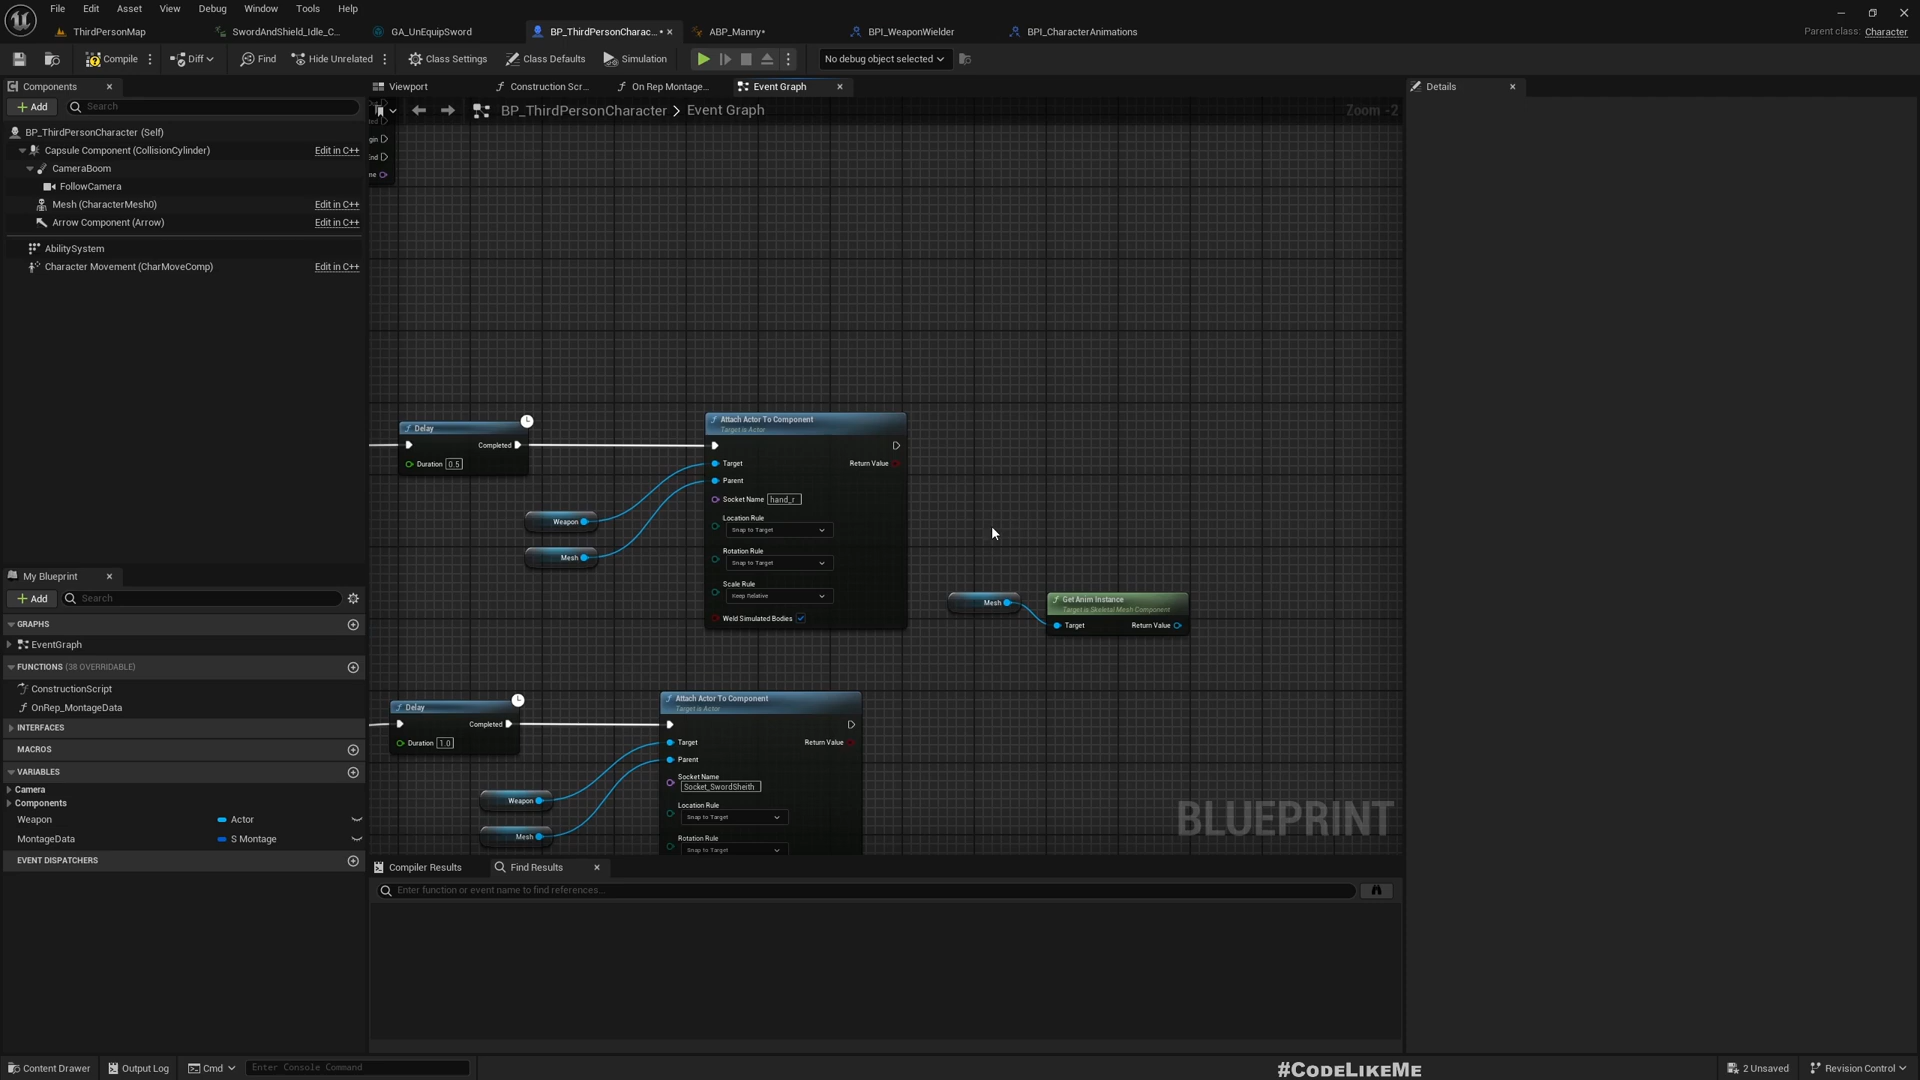 File Edit Asset View Debug Window Tools Help
ThirdPersonMap SwordAndShield_Idle_C... GA_UnEquipSword BP_ThirdPersonCharac...• ABP_Manny• BPI_WeaponWielder BPI_CharacterAnimations Parent class: Character
Compile Diff Find Hide Unrelated Class Settings Class Defaults Simulation No debug object selected
Components Viewport Construction Scr... On Rep Montage... Event Graph Details
Add Search BP_ThirdPersonCharacter > Event Graph Zoom -2
BP_ThirdPersonCharacter (Self)
Capsule Component (CollisionCylinder) Edit in C++
CameraBoom
FollowCamera
Mesh (CharacterMesh0) Edit in C++
Arrow Component (Arrow) Edit in C++
AbilitySystem
Character Movement (CharMoveComp) Edit in C++
Delay
Completed
Duration 0.5
Attach Actor To Component
Target is Actor
Target Return Value
Parent
Socket Name hand_r
Location Rule
Snap to Target
Rotation Rule
Snap to Target
Scale Rule
Keep Relative
Weld Simulated Bodies
Weapon
Mesh
Mesh
Get Anim Instance
Target is Skeletal Mesh Component
Target Return Value
Delay
Completed
Duration 1.0
Attach Actor To Component
Target is Actor
Target Return Value
Parent
Socket Name
Socket_SwordSheith
Location Rule
Snap to Target
Rotation Rule
Snap to Target
Weapon
Mesh
BLUEPRINT
My Blueprint
Add Search
GRAPHS
EventGraph
FUNCTIONS (38 OVERRIDABLE)
ConstructionScript
OnRep_MontageData
INTERFACES
MACROS
VARIABLES
Camera
Components
Weapon Actor
MontageData S Montage
EVENT DISPATCHERS
Compiler Results Find Results
Enter function or event name to find references...
Content Drawer Output Log Cmd Enter Console Command #CODELIKEME 2 Unsaved Revision Control